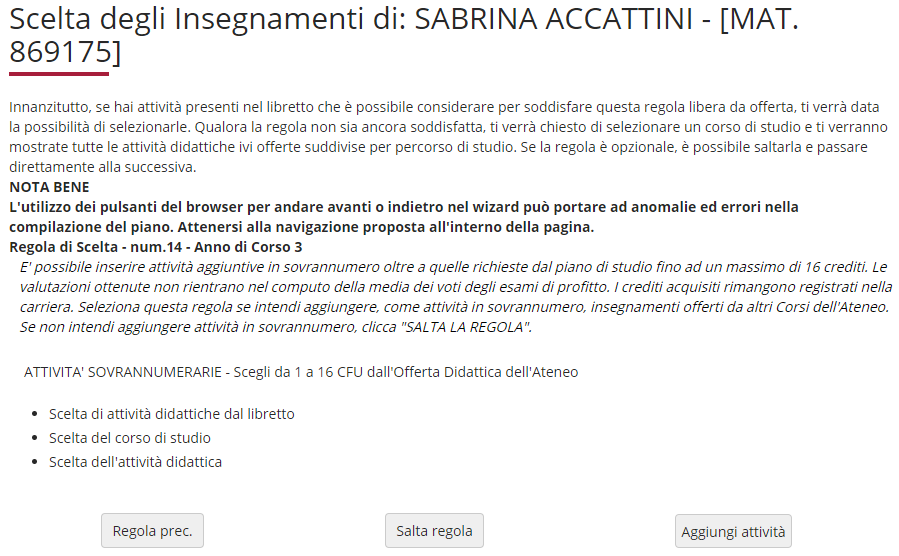 Scelta degli Insegnamenti di: SABRINA ACCATTINI - [MAT.
869175]
Innanzitutto, se hai attività presenti nel libretto che è possibile considerare per soddisfare questa regola libera da offerta, ti verrà data
la possibilità di selezionarle. Qualora la regola non sia ancora soddisfatta, ti verrà chiesto di selezionare un corso di studio e ti verranno
mostrate tutte le attività didattiche ivi offerte suddivise per percorso di studio. Se la regola è opzionale, è possibile saltarla e passare
direttamente alla successiva.
NOTA BENE
L'utilizzo dei pulsanti del browser per andare avanti o indietro nel wizard può portare ad anomalie ed errori nella
compilazione del piano. Attenersi alla navigazione proposta all'interno della pagina.
Regola di Scelta - num.14 - Anno di Corso 3
E' possibile inserire attività aggiuntive in sovrannumero oltre a quelle richieste dal piano di studio fino ad un massimo di 16 crediti. Le
valutazioni ottenute non rientrano nel computo della media dei voti degli esami di profitto. I crediti acquisiti rimangono registrati nella
carriera. Seleziona questa regola se intendi aggiungere, come attività in sovrannumero, insegnamenti offerti da altri Corsi dell'Ateneo.
Se non intendi aggiungere attività in sovrannumero, clicca "SALTA LA REGOLA".
ATTIVITA' SOVRANNUMERARIE - Scegli da 1 a 16 CFU dall'Offerta Didattica dell'Ateneo
• Scelta di attività didattiche dal libretto
• Scelta del corso di studio
• Scelta dell'attività didattica
Regola prec. Salta regola Aggiungi attività